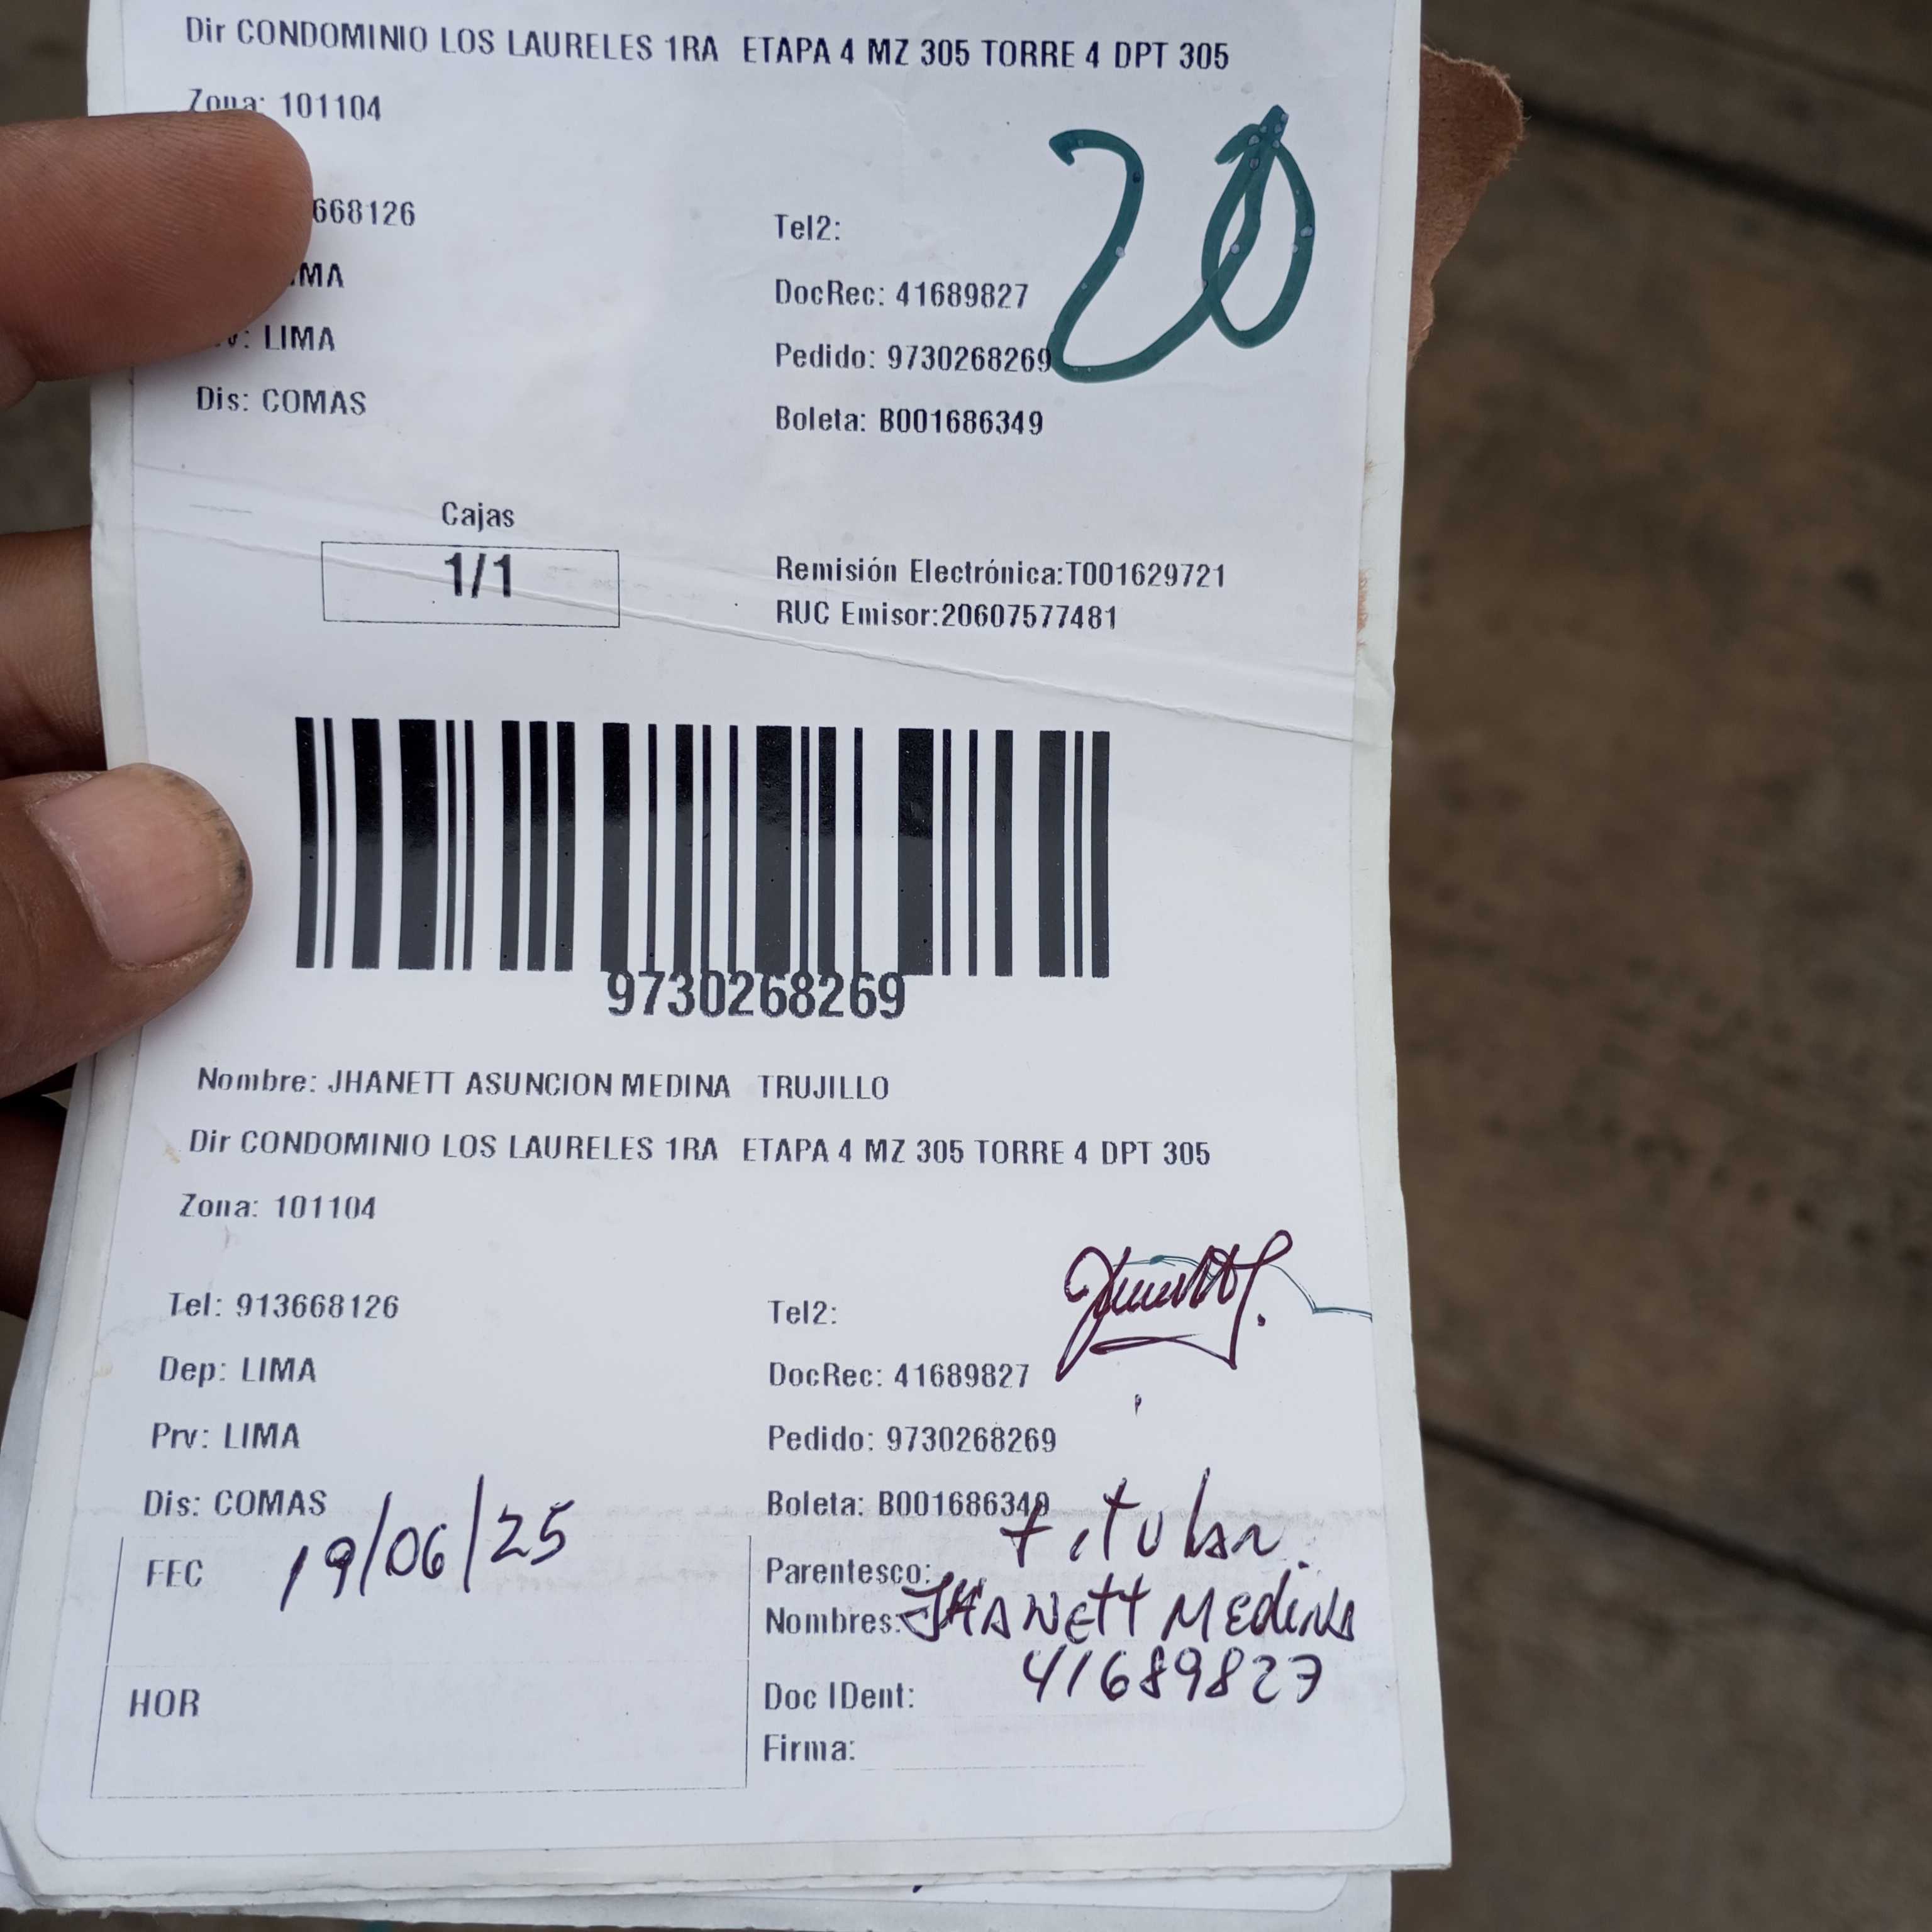 Dir CONDOMINIO LOS LAURELES 1RA ETAPA 4 MZ 305 TORRE 4 DPT 305
Zona: 101104
20
668126
Tel2:
MA
DocRec: 41689827
LIMA
Pedido: 9730268269
Dis: COMAS
Boleta: B001686349
Cajas
1/1
Remisión Electrónica:T001629721
RUC Emisor:20607577481
9730268269
Nombre: JHANETT ASUNCION MEDINA TRUJILLO
Dir CONDOMINIO LOS LAURELES 1RA ETAPA 4 MZ 305 TORRE 4 DPT 305
Zona: 101104
Tel: 913668126
Tel2:
Dep: LIMA
DocRec: 41689827
Prv: LIMA
Pedido: 9730268269
Dis: COMAS
Boleta: B001686349
FEC 19/06/25
Parentesco: titular.
Nombres: JHANETT MEDINA
HOR
Doc IDent: 41689827
Firma: